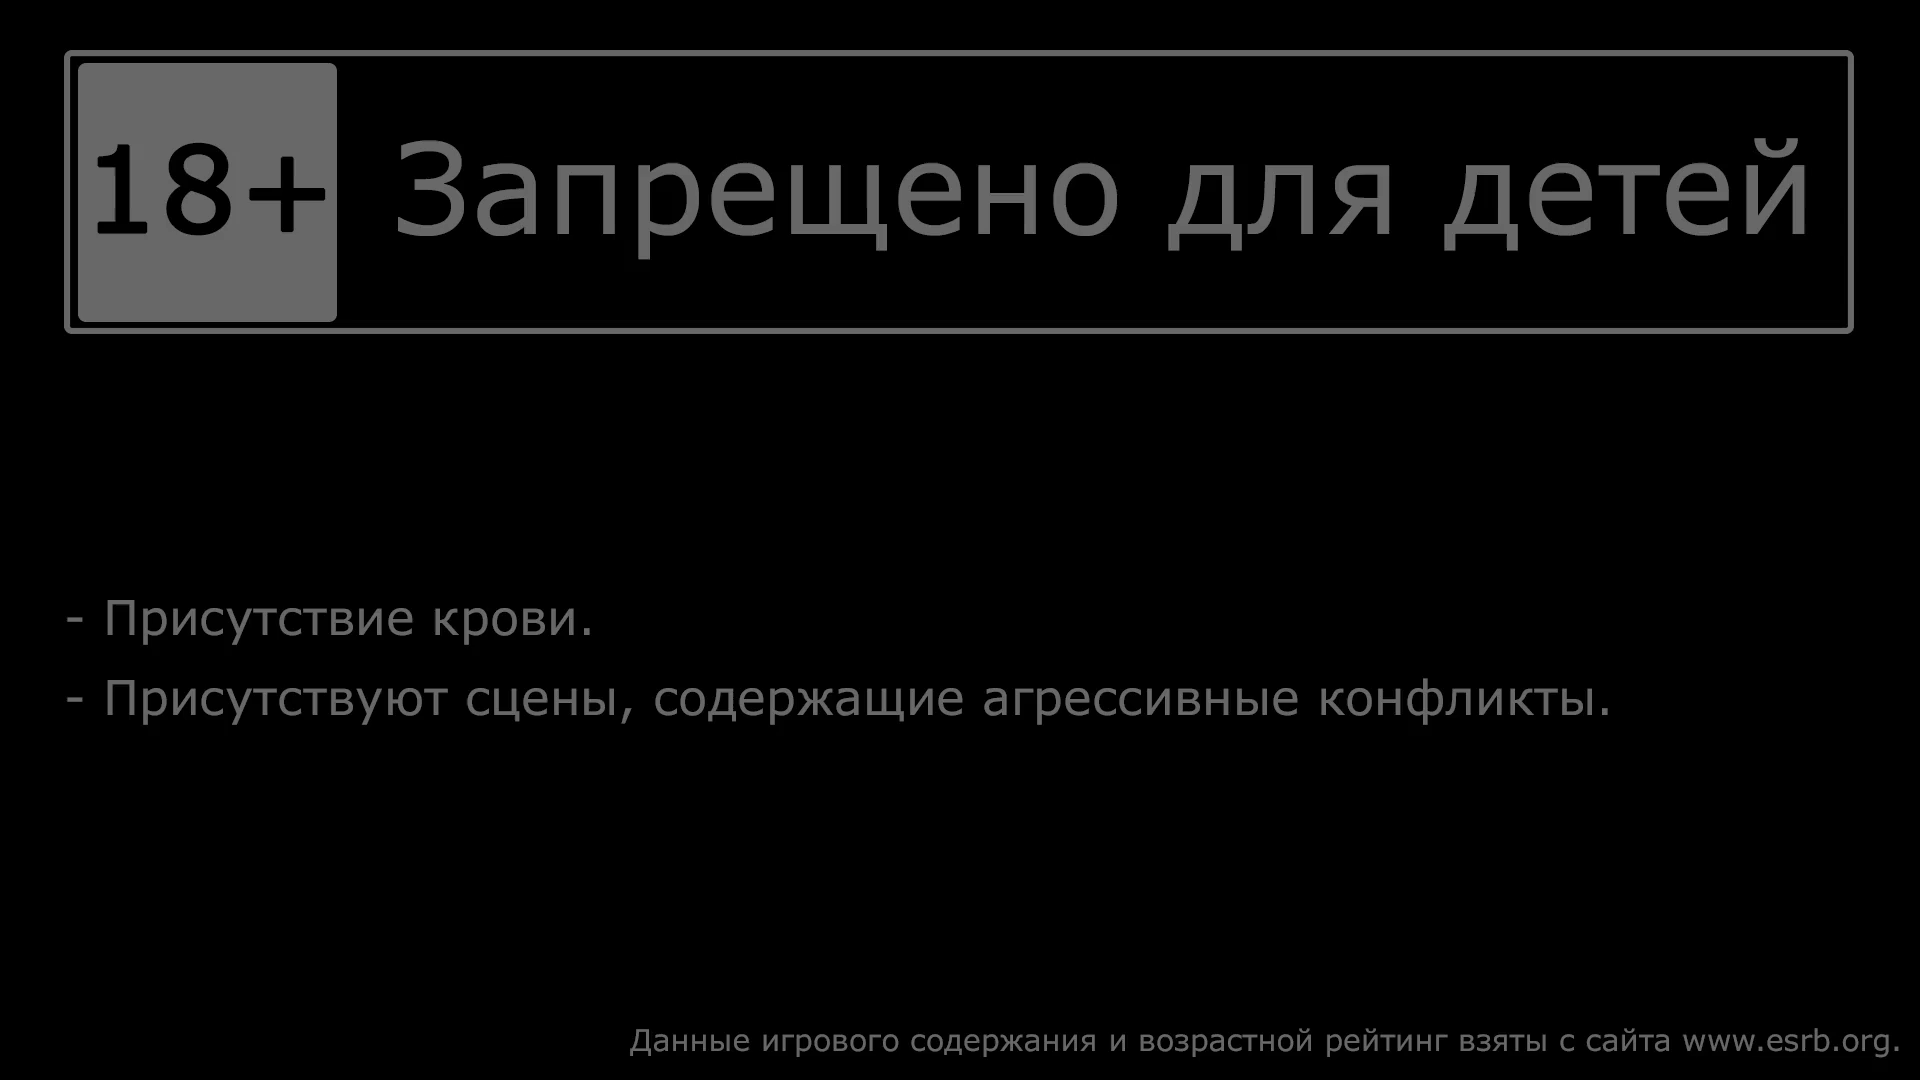 18+ Запрещено для детей
- Присутствие крови.
- Присутствуют сцены, содержащие агрессивные конфликты.
Данные игрового содержания и возрастной рейтинг взяты с сайта www.esrb.org.